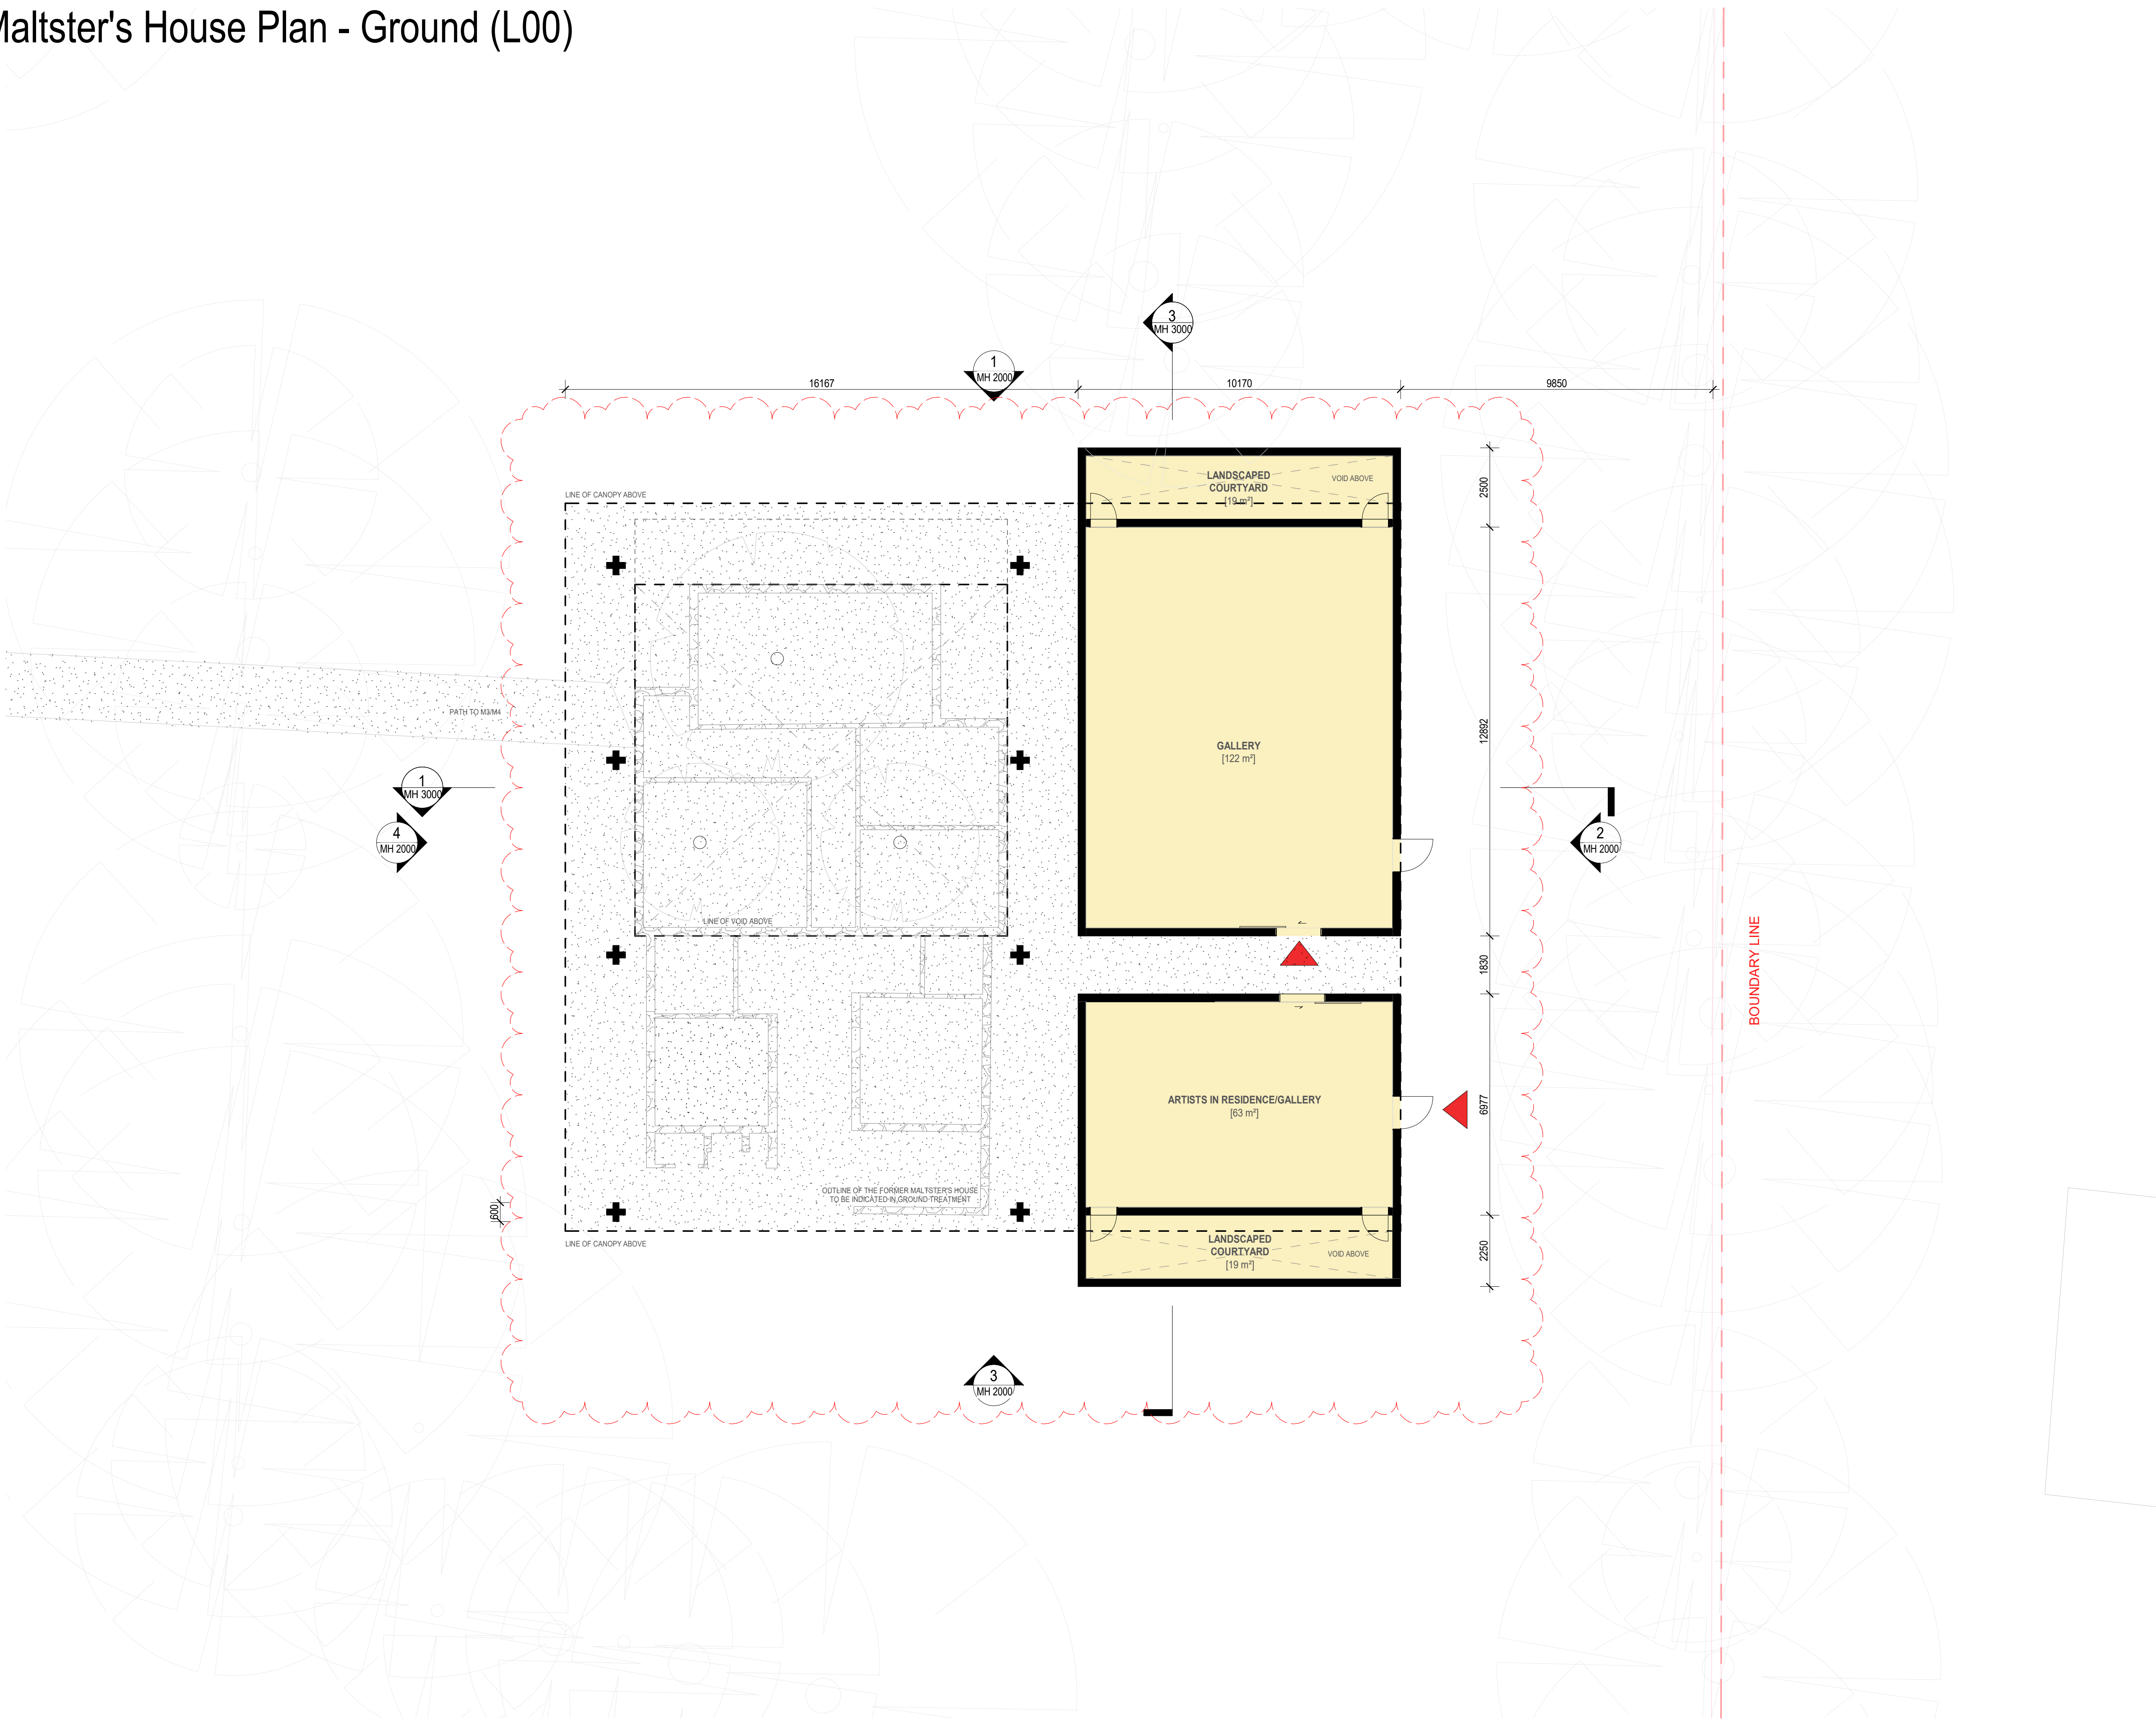 Maltster's House Plan - Ground (L00)
3
MH 3000
1
MH 2000
16167
10170
9850
LANDSCAPED
COURTYARD
[19 m²]
VOID ABOVE
2500
LINE OF CANOPY ABOVE
PATH TO M3/M4
12892
GALLERY
[122 m²]
1
MH 3000
4
MH 2000
2
MH 2000
LINE OF VOID ABOVE
1830
BOUNDARY LINE
ARTISTS IN RESIDENCE/GALLERY
[63 m²]
6977
OUTLINE OF THE FORMER MALTSTER'S HOUSE
TO BE INDICATED IN GROUND TREATMENT
600
LINE OF CANOPY ABOVE
LANDSCAPED
COURTYARD
[19 m²]
VOID ABOVE
2250
3
MH 2000